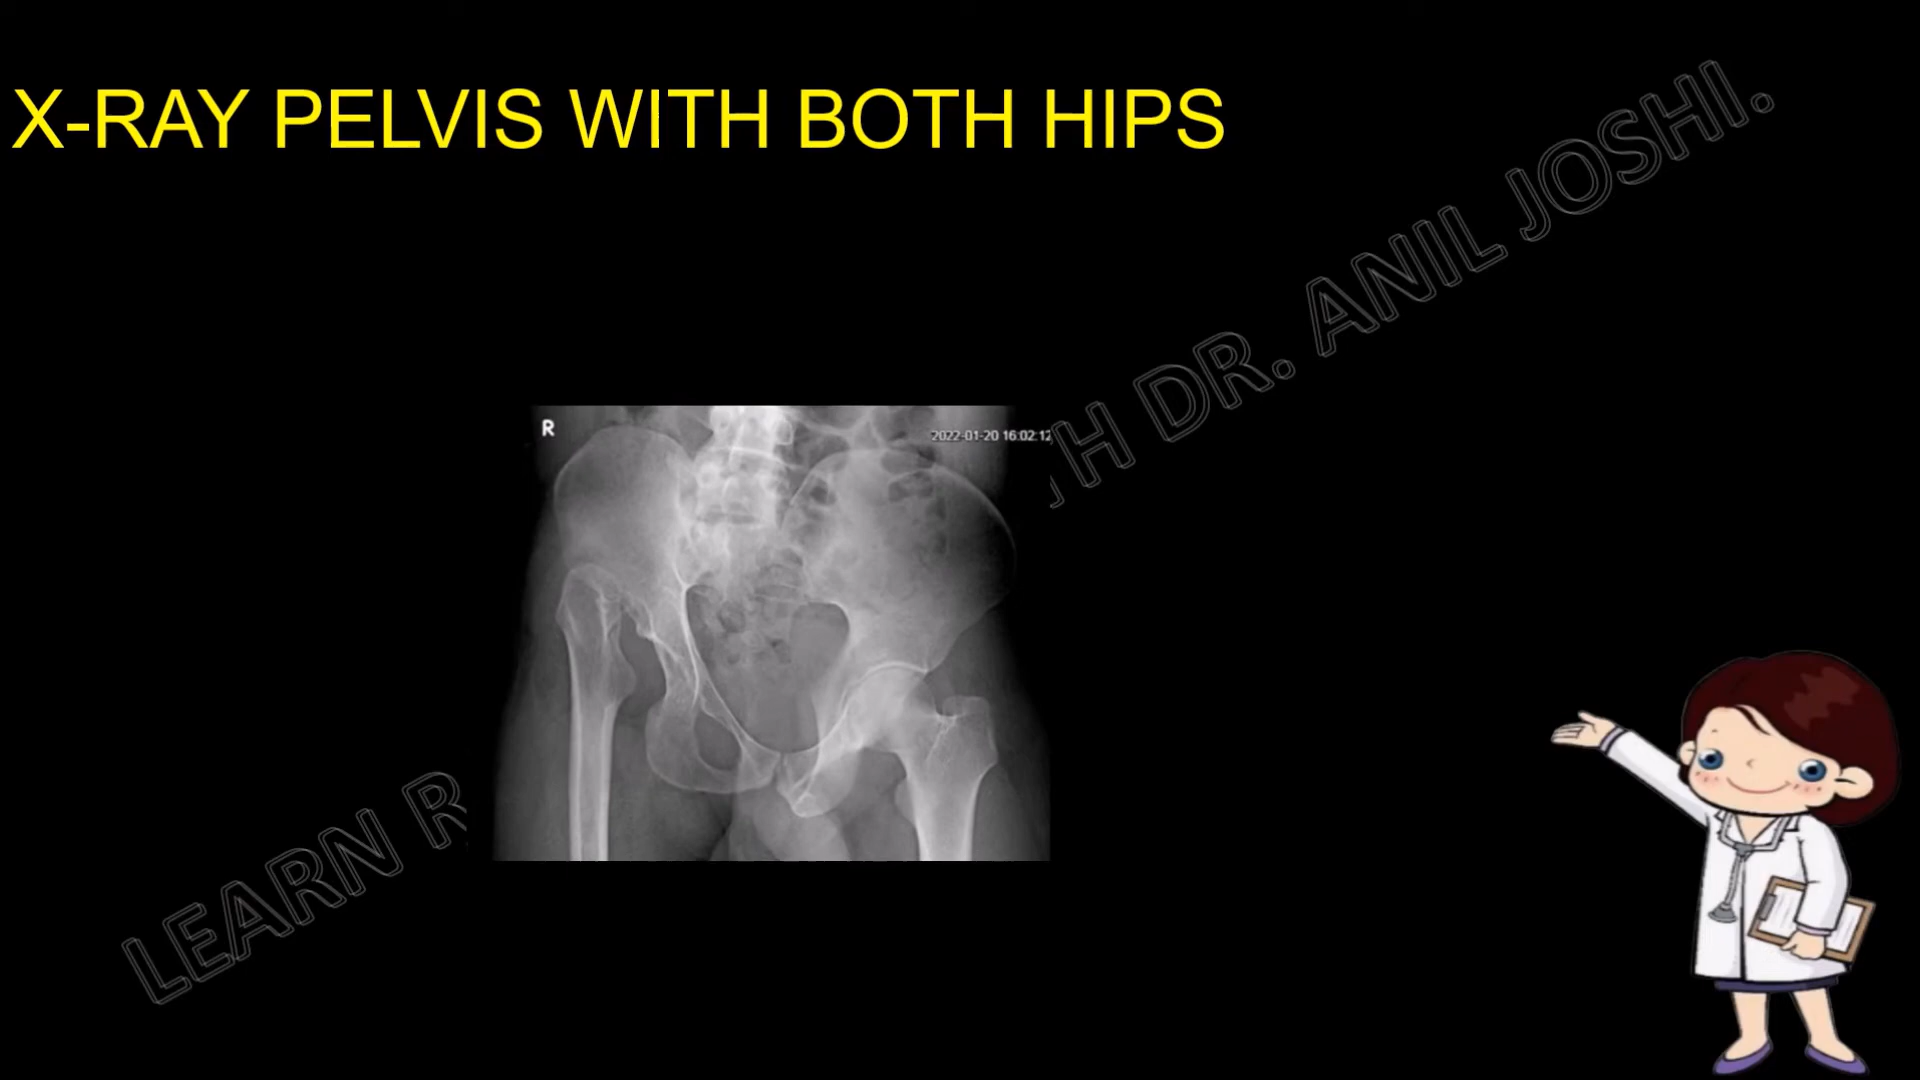 X-RAY PELVIS WITH BOTH HIPS
R
2022-01-20 16:02:12
LEARN R
H DR. ANIL JOSHI.